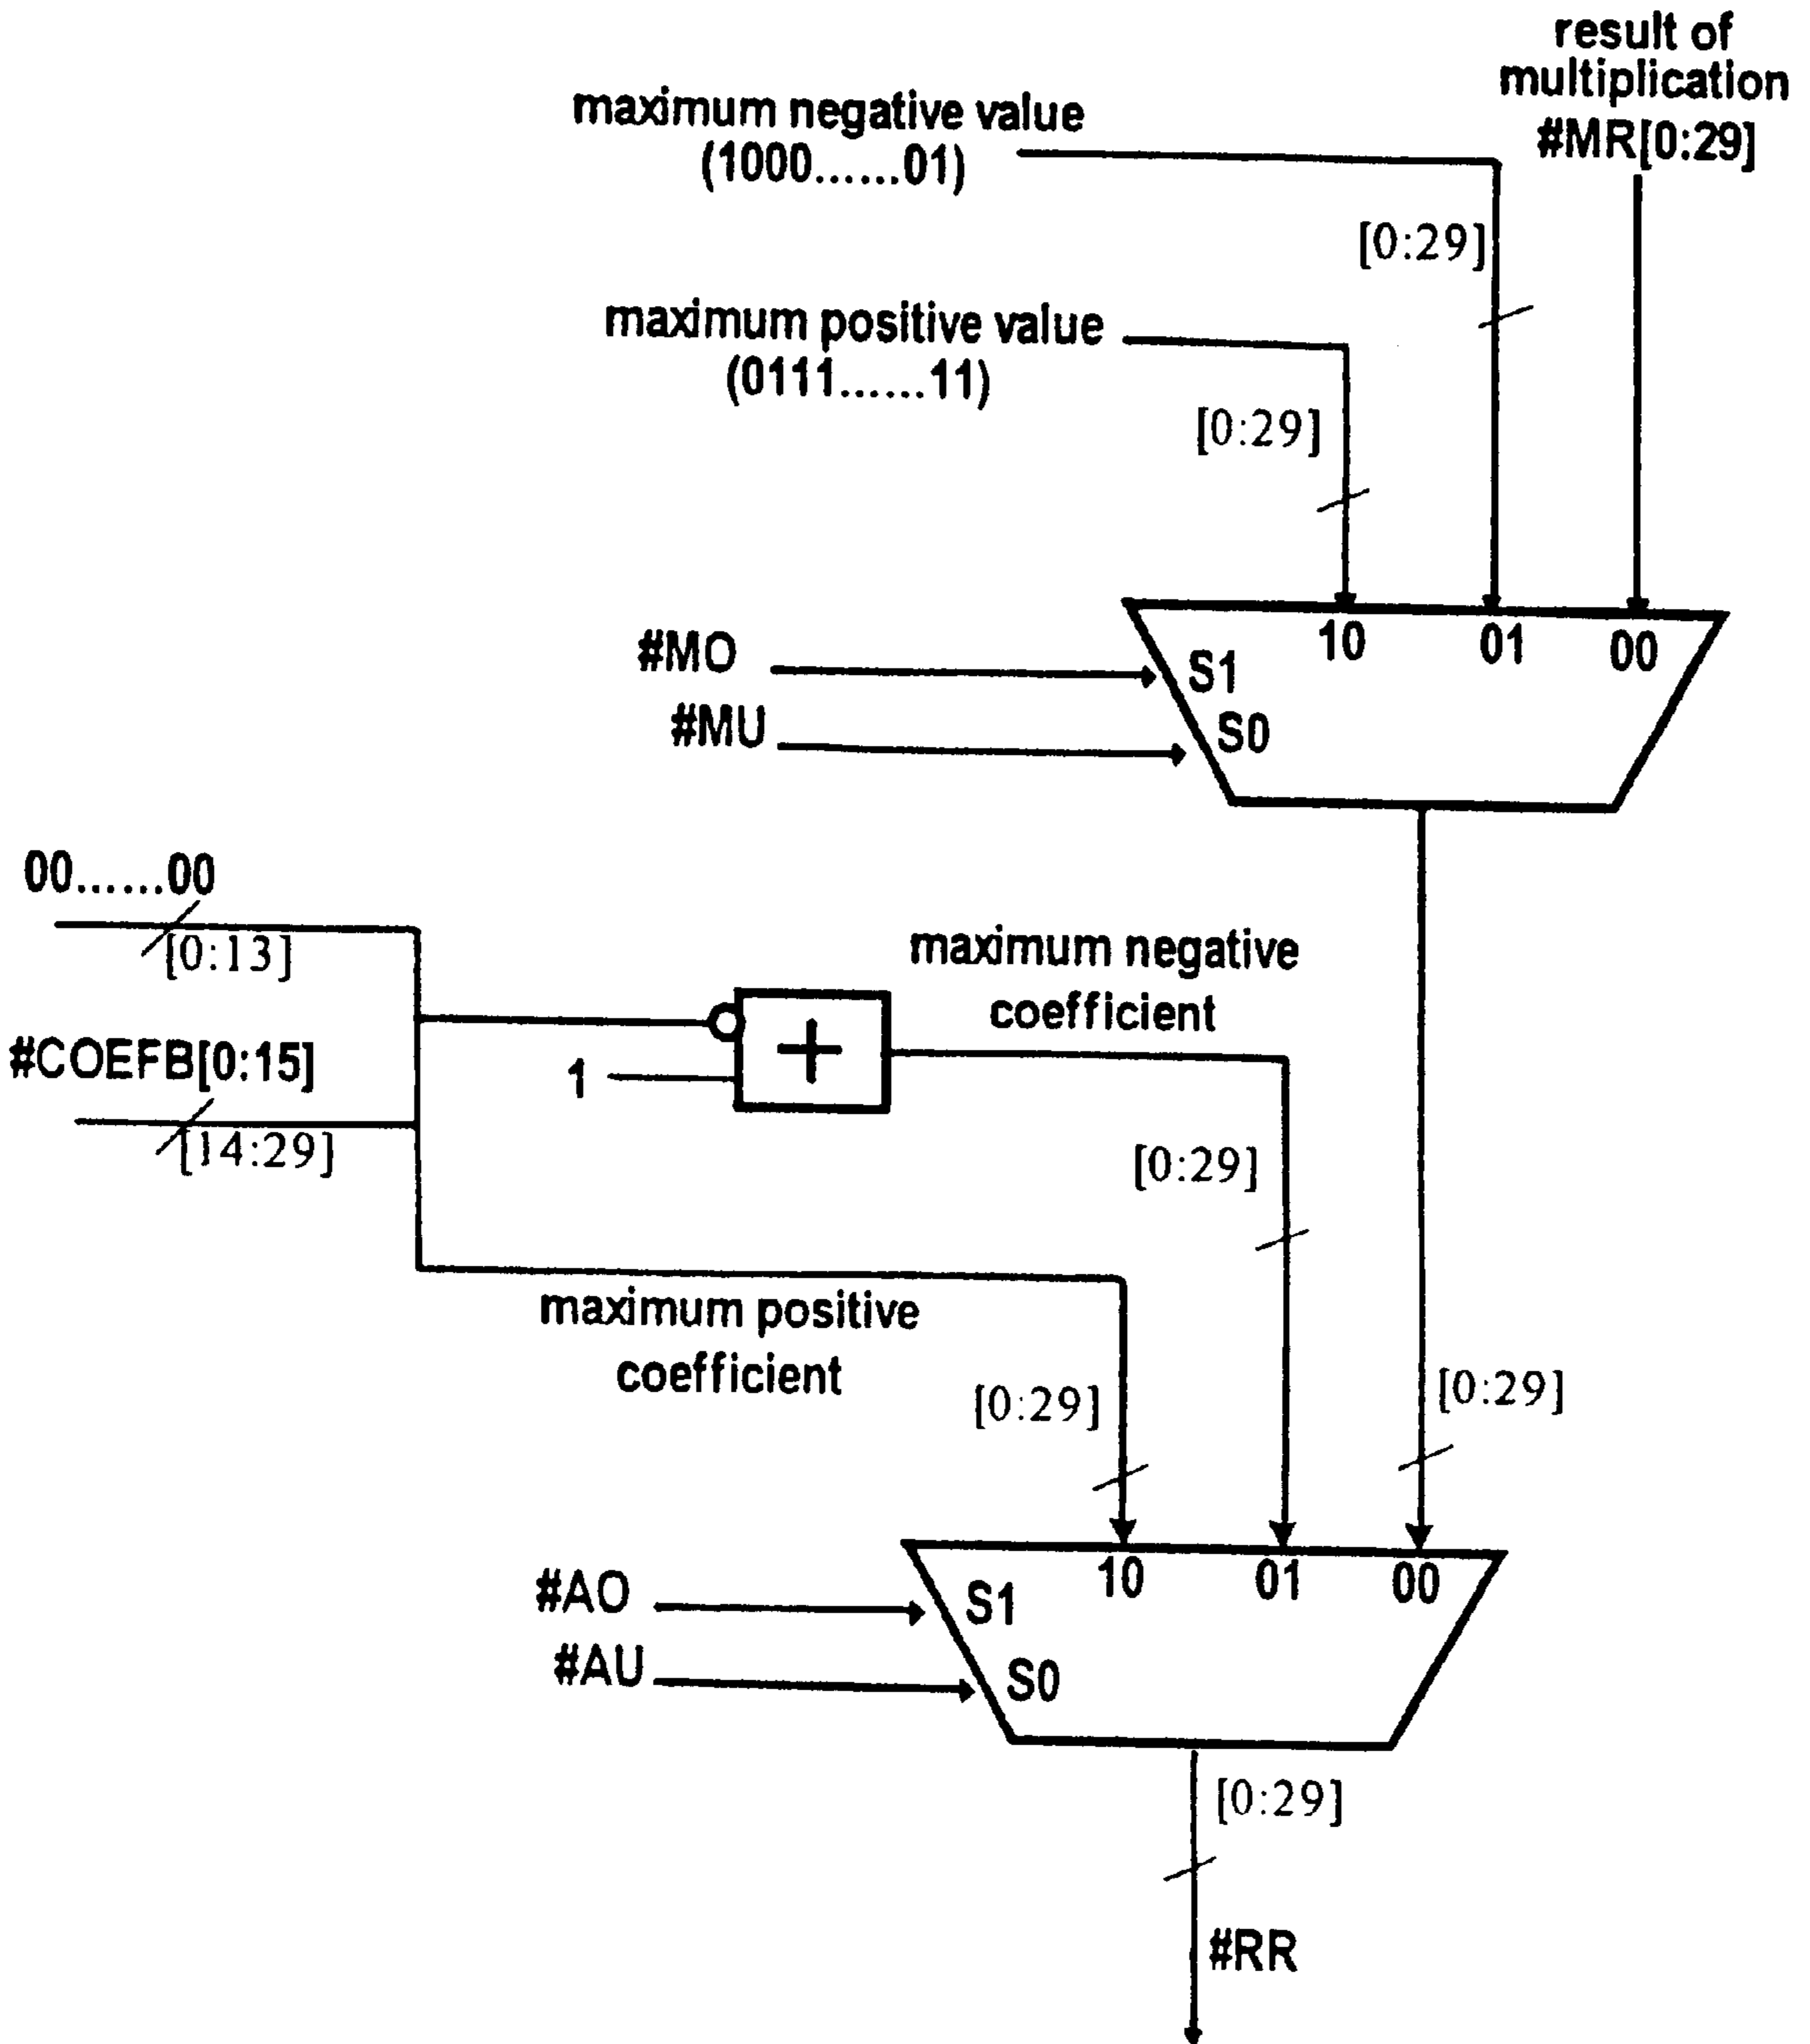 result of
multiplication
#MR[0:29]
maximum negative value
(1000......01)
[0:29]
maximum positive value
(0111......11)
[0:29]
10
01
00
#MO
S1
#MU
S0
00......00
[0:13]
maximum negative
coefficient
#COEFB[0:15]
1
+
[14:29]
[0:29]
maximum positive
coefficient
[0:29]
[0:29]
10
01
00
#AO
S1
#AU
S0
[0:29]
#RR